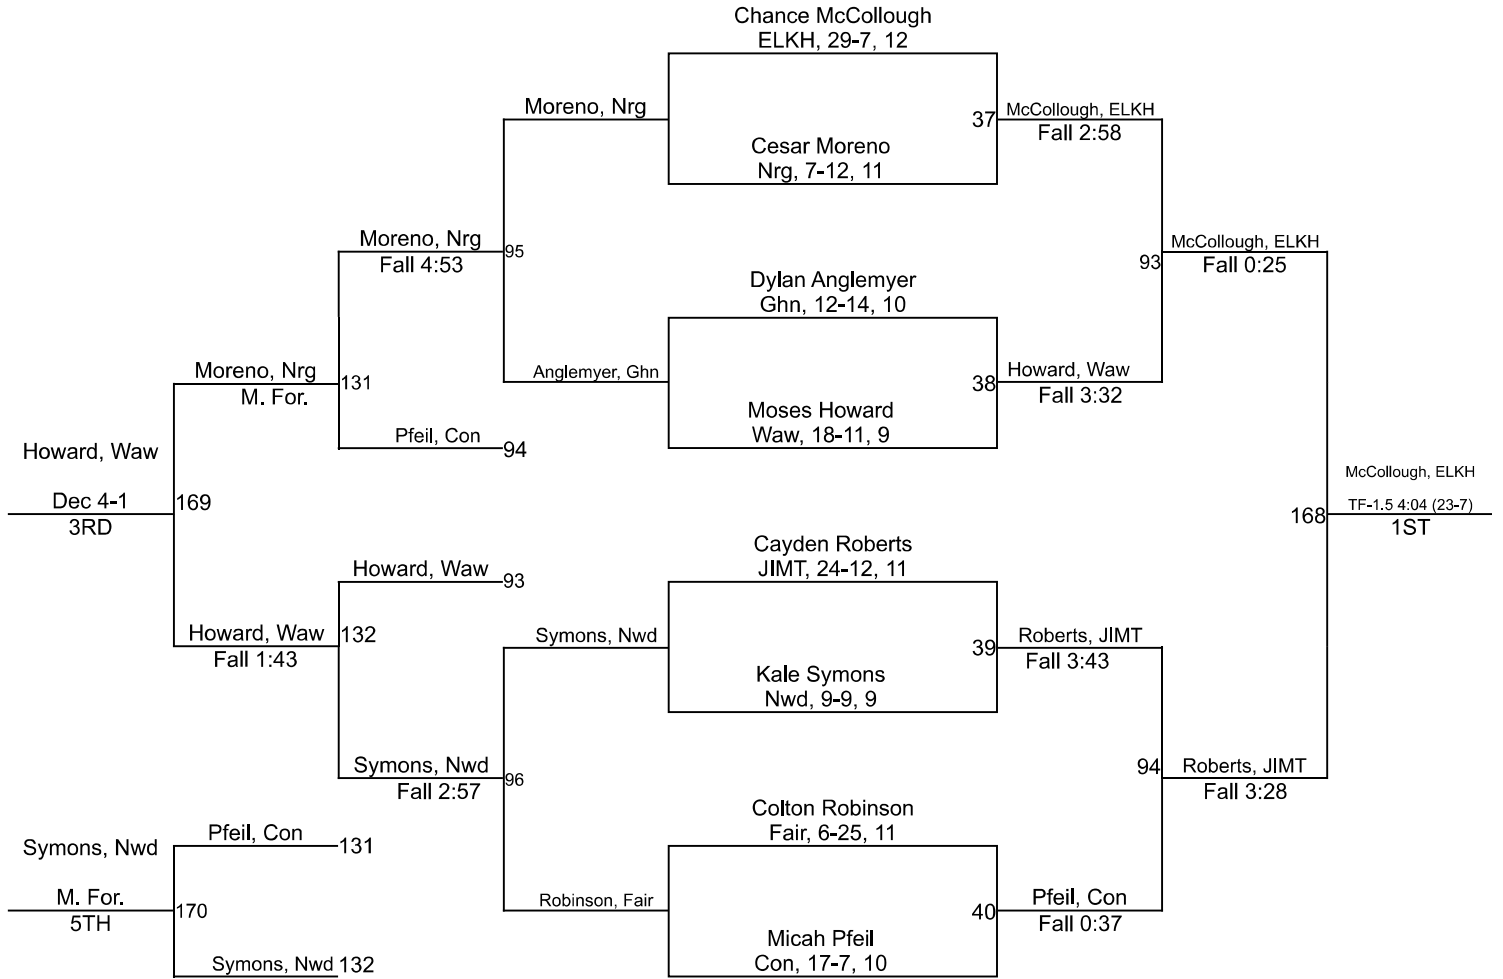 Chance McCollough
ELKH, 29-7, 12
Moreno, Nrg
37
McCollough, ELKH
Fall 2:58
Cesar Moreno
Nrg, 7-12, 11
Moreno, Nrg
Fall 4:53
95
93
McCollough, ELKH
Fall 0:25
Dylan Anglemyer
Ghn, 12-14, 10
Moreno, Nrg
M. For.
131
Anglemyer, Ghn
38
Howard, Waw
Fall 3:32
Moses Howard
Waw, 18-11, 9
Pfeil, Con
94
Howard, Waw
Dec 4-1
3RD
169
168
McCollough, ELKH
TF-1.5 4:04 (23-7)
1ST
Cayden Roberts
JIMT, 24-12, 11
Howard, Waw
93
Howard, Waw
Fall 1:43
132
Symons, Nwd
39
Roberts, JIMT
Fall 3:43
Kale Symons
Nwd, 9-9, 9
Symons, Nwd
Fall 2:57
96
94
Roberts, JIMT
Fall 3:28
Colton Robinson
Fair, 6-25, 11
Pfeil, Con
131
Symons, Nwd
M. For.
5TH
170
Robinson, Fair
40
Pfeil, Con
Fall 0:37
Micah Pfeil
Con, 17-7, 10
Symons, Nwd
132